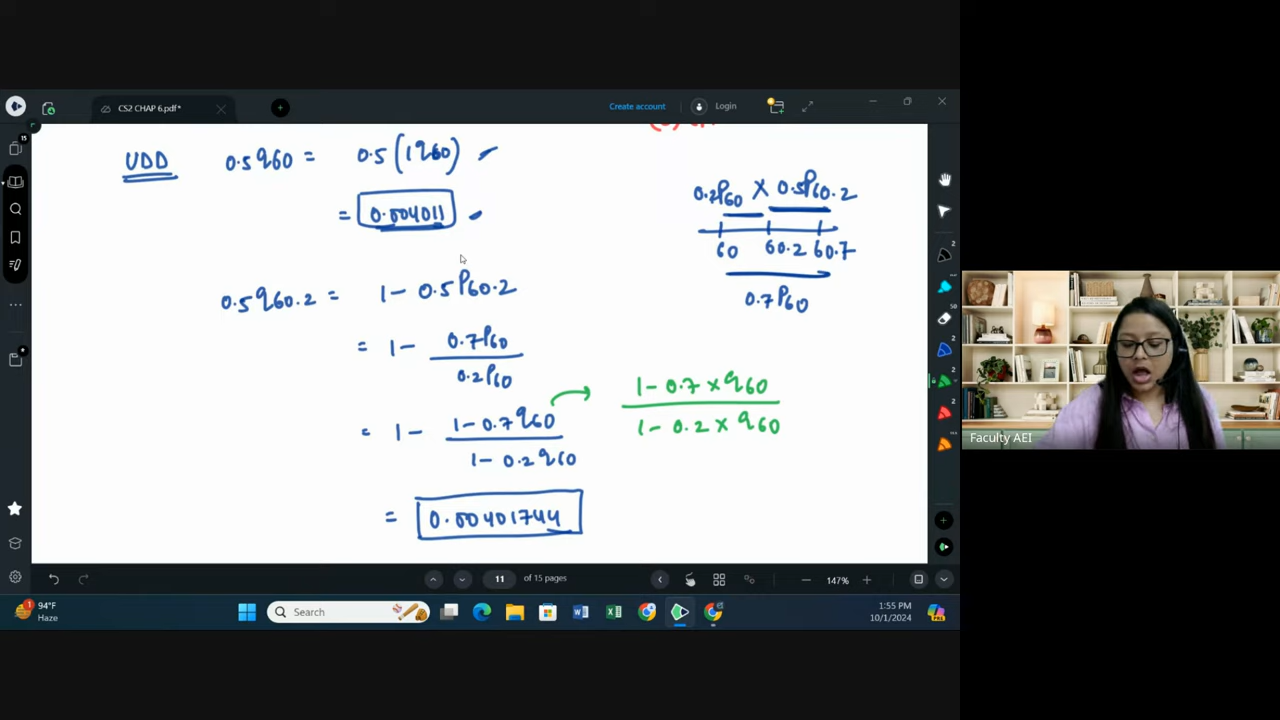 CS2 CHAP 6.pdf*
Create account
Login
UDD 0.5q60 = 0.5 (1q60)
= 0.004011
0.2P60 X 0.5P60.2
60 60.2 60.7
0.7P60
0.5q60.2 = 1 - 0.5P60.2
= 1 - 0.7P60
0.2P60
= 1 - 1 - 0.7q60
1 - 0.2q60
1 - 0.7 x q60
1 - 0.2 x q60
= 0.00401744
Faculty AEI
11 of 15 pages
147%
94°F
Haze
Search
1:55 PM
10/1/2024